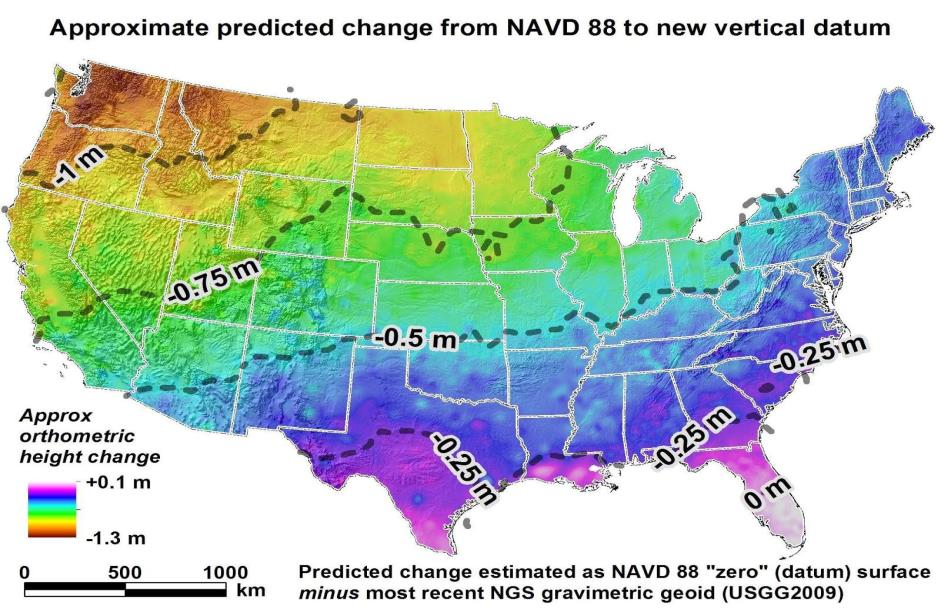 Approximate predicted change from NAVD 88 to new vertical datum
-1 m
-0.75 m
-0.5 m
-0.25 m
-0.25 m
-0.25 m
0 m
Approx
orthometric
height change
+0.1 m
-1.3 m
0 500 1000
km
Predicted change estimated as NAVD 88 "zero" (datum) surface
minus most recent NGS gravimetric geoid (USGG2009)